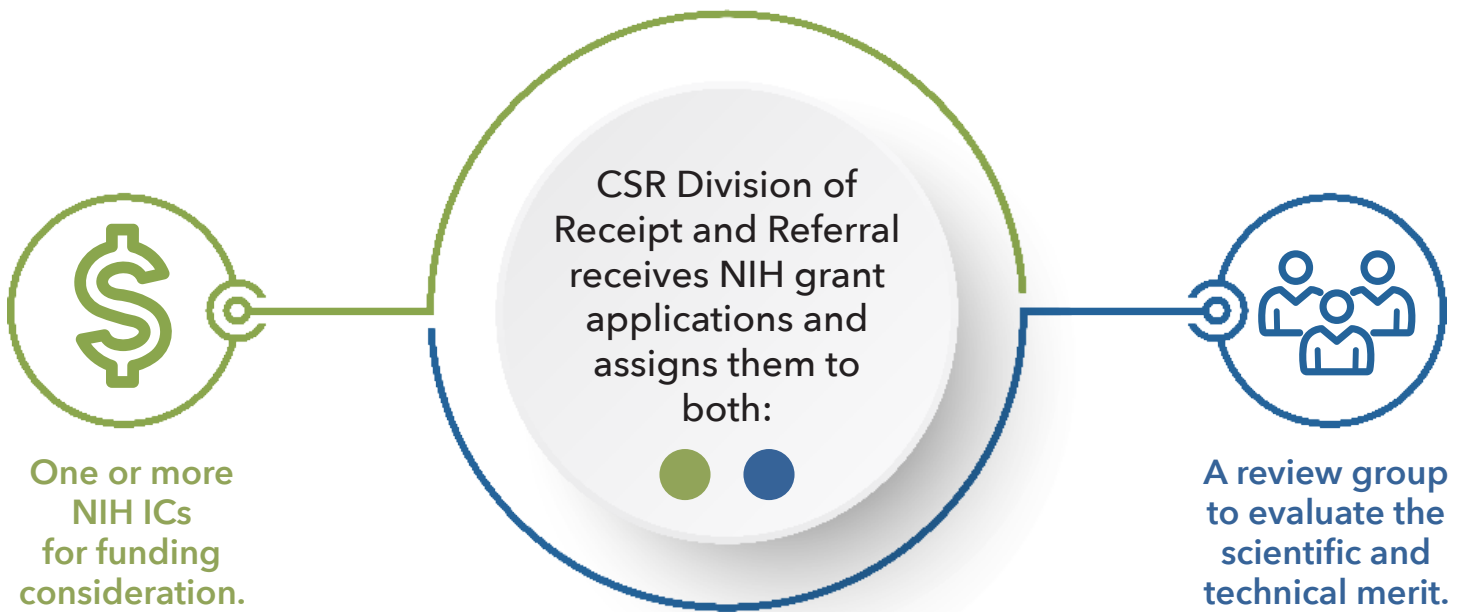 CSR Division of
Receipt and Referral
receives NIH grant
applications and
assigns them to
both:
One or more
NIH ICs
for funding
consideration.
A review group
to evaluate the
scientific and
technical merit.